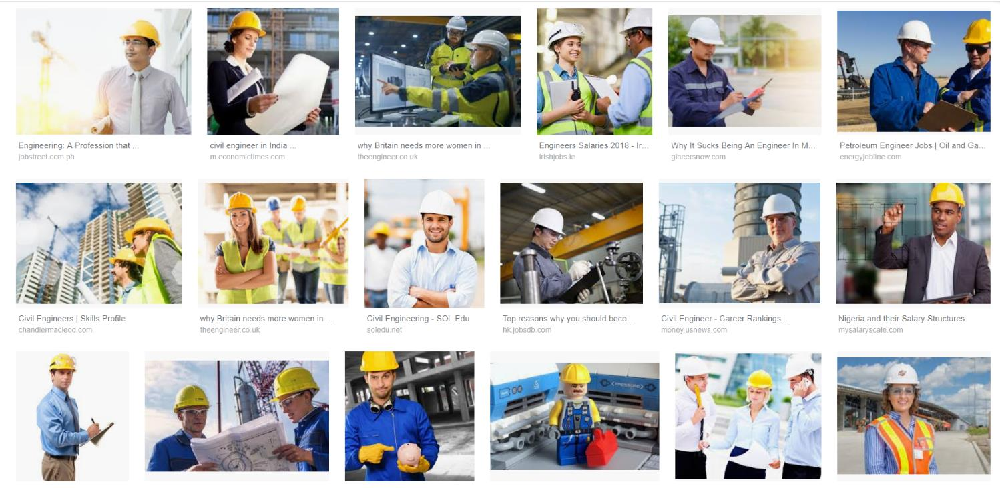 Engineering: A Profession that ...
jobstreet.com.ph
civil engineer in India ...
m.economictimes.com
why Britain needs more women in ...
theengineer.co.uk
Engineers Salaries 2018 - Ir...
irishjobs.ie
Why It Sucks Being An Engineer In M...
gineersnow.com
Petroleum Engineer Jobs | Oil and Ga...
energyjobline.com
Civil Engineers | Skills Profile
chandlermacleod.com
why Britain needs more women in ...
theengineer.co.uk
Civil Engineering - SOL Edu
soledu.net
Top reasons why you should beco...
hk.jobsdb.com
Civil Engineer - Career Rankings ...
money.usnews.com
Nigeria and their Salary Structures
mysalaryscale.com
PRESSURE